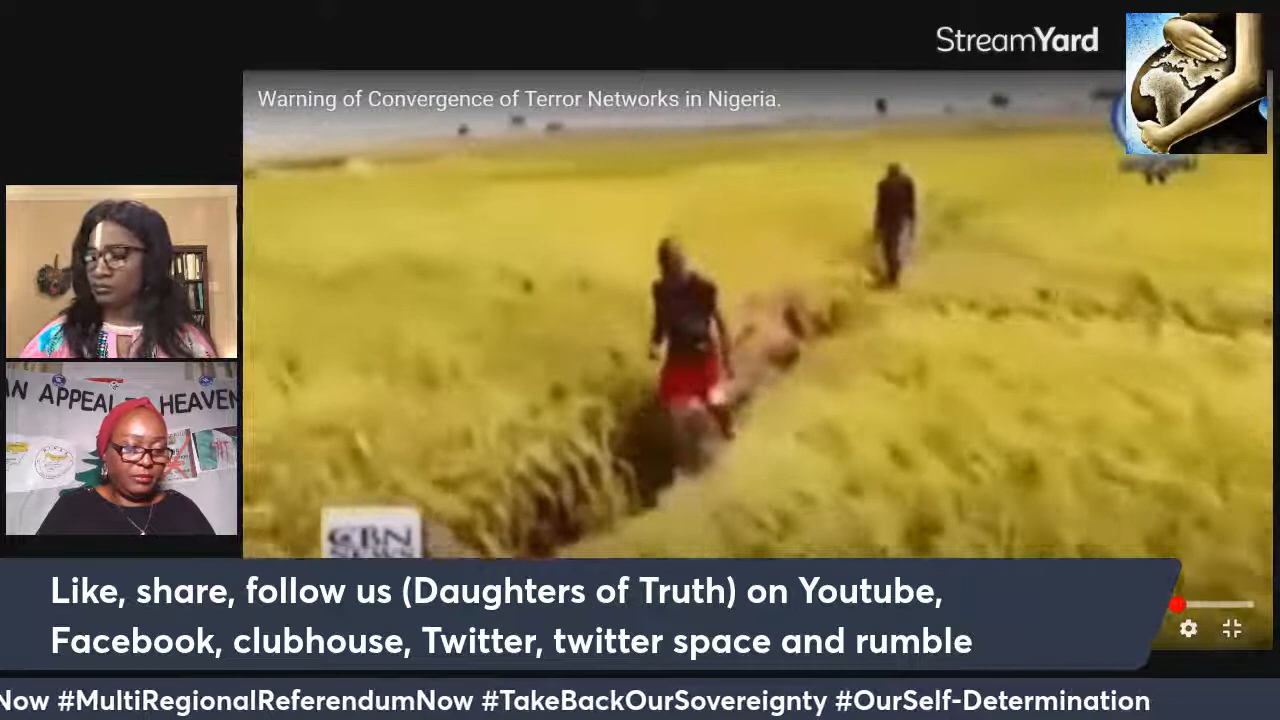 StreamYard
Warning of Convergence of Terror Networks in Nigeria.
AN APPEAL TO HEAVEN
CBN
NEWS
Like, share, follow us (Daughters of Truth) on Youtube,
Facebook, clubhouse, Twitter, twitter space and rumble
Now #MultiRegionalReferendumNow #TakeBackOurSovereignty #OurSelf-Determination